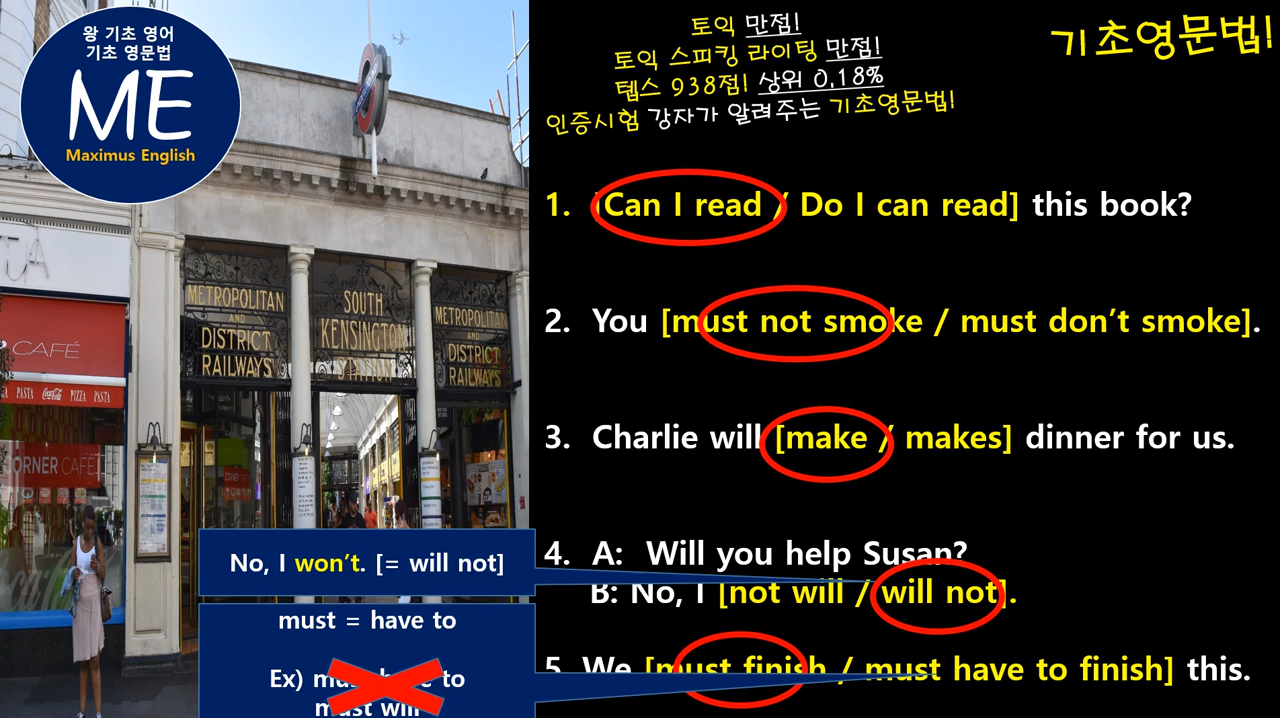 왕 기초 영어
기초 영문법
ME
Maximus English
토익 만점!
토익 스피킹 라이팅 만점!
텝스 938점! 상위 0.18%
인증시험 강자가 알려주는 기초영문법!
기초영문법!
1. [Can I read / Do I can read] this book?
2. You [must not smoke / must don't smoke].
3. Charlie will [make / makes] dinner for us.
4. A: Will you help Susan?
B: No, I [not will / will not].
5. We [must finish / must have to finish] this.
No, I won't. [= will not]
must = have to
Ex) must have to
must will
TA
CAFÉ
PASTA Coca-Cola PIZZA PASTA
CORNER CAFÉ
METROPOLITAN
AND
DISTRICT
RAILWAYS
SOUTH
KENSINGTON
STATION
METROPOLITAN
AND
DISTRICT
RAILWAYS